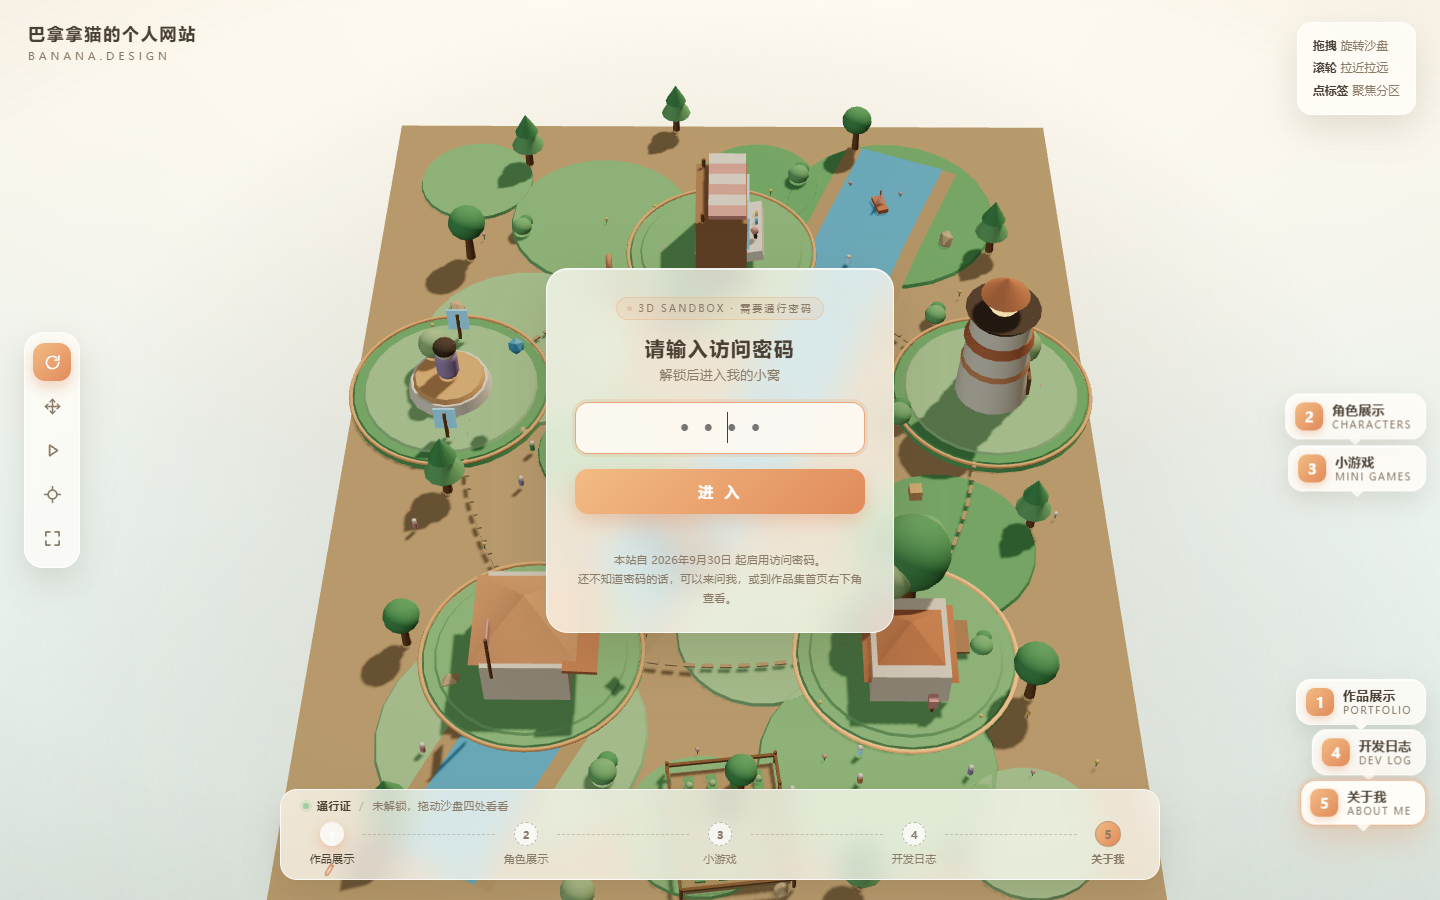 巴拿拿猫的个人网站
BANANA.DESIGN
拖拽 旋转沙盘
滚轮 拉近拉远
点标签 聚焦分区
3D SANDBOX · 需要通行密码
请输入访问密码
解锁后进入我的小窝
进 入
本站自 2026年9月30日 起启用访问密码。
还不知道密码的话，可以来问我，或到作品集首页右下角
查看。
2 角色展示
CHARACTERS
3 小游戏
MINI GAMES
1 作品展示
PORTFOLIO
4 开发日志
DEV LOG
5 关于我
ABOUT ME
通行证 / 未解锁，拖动沙盘四处看看
1 2 3 4 5
作品展示 角色展示 小游戏 开发日志 关于我